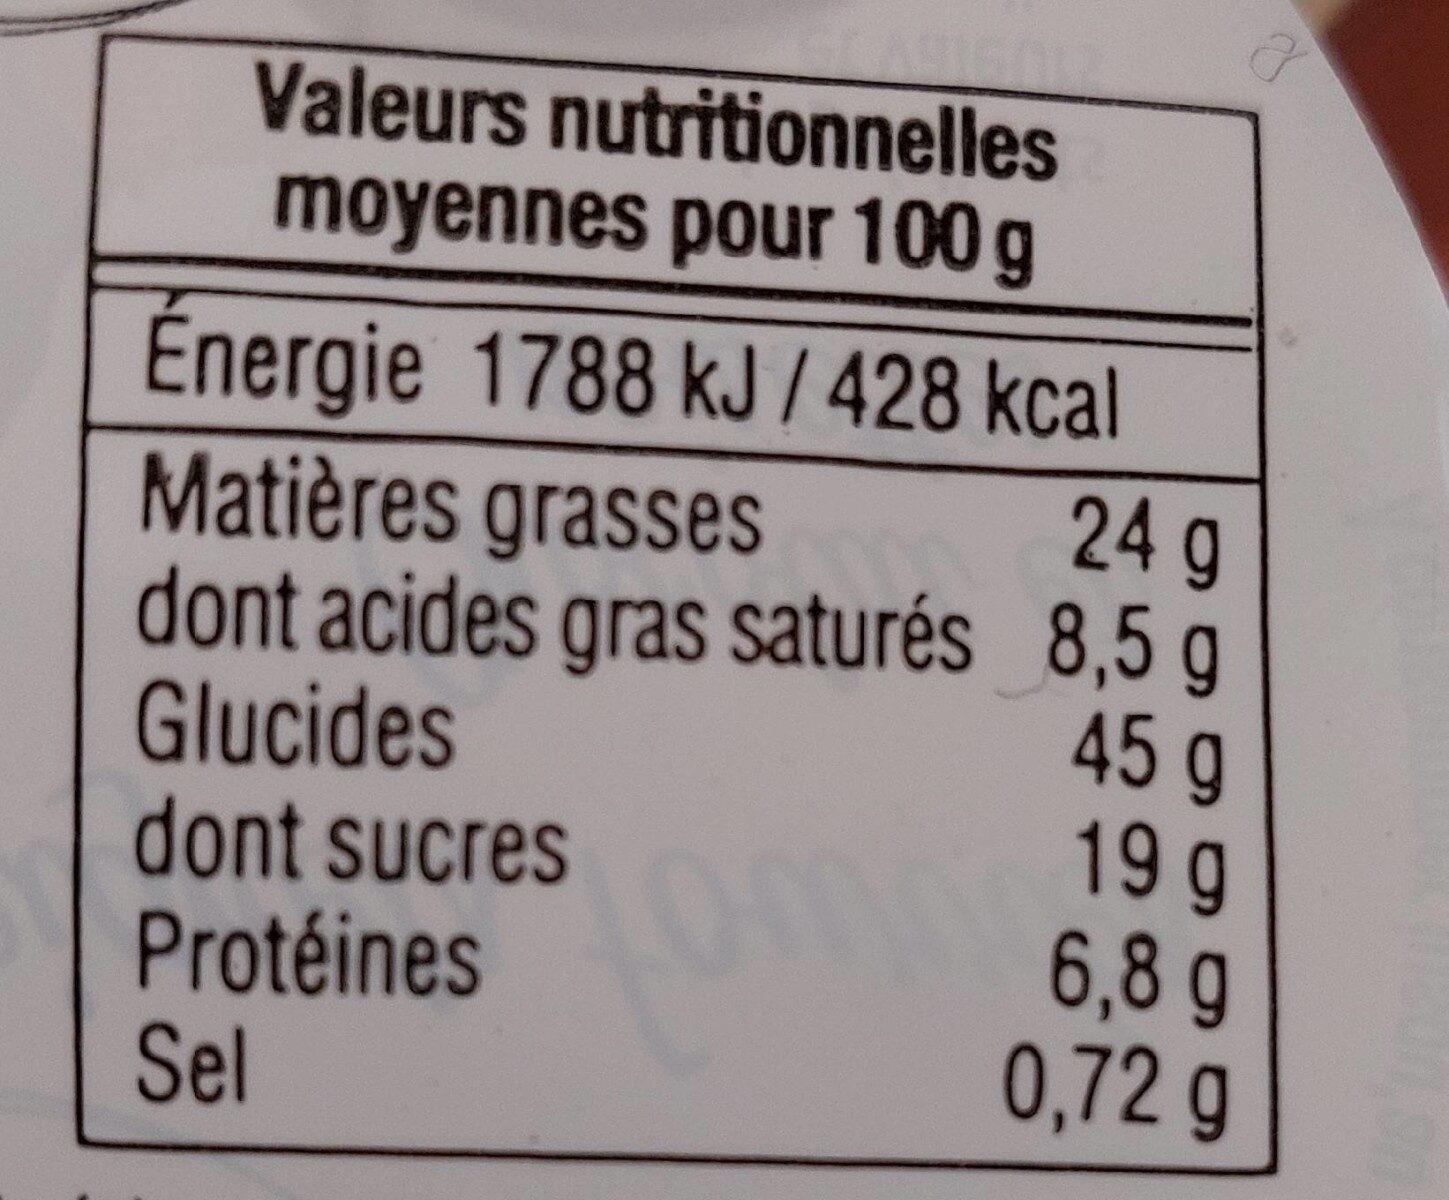 Valeurs nutritionnelles
moyennes pour 100 g
Énergie 1788 kJ / 428 kcal
Matières grasses 24 g
dont acides gras saturés 8,5 g
Glucides 45 g
dont sucres 19 g
Protéines 6,8 g
Sel 0,72 g